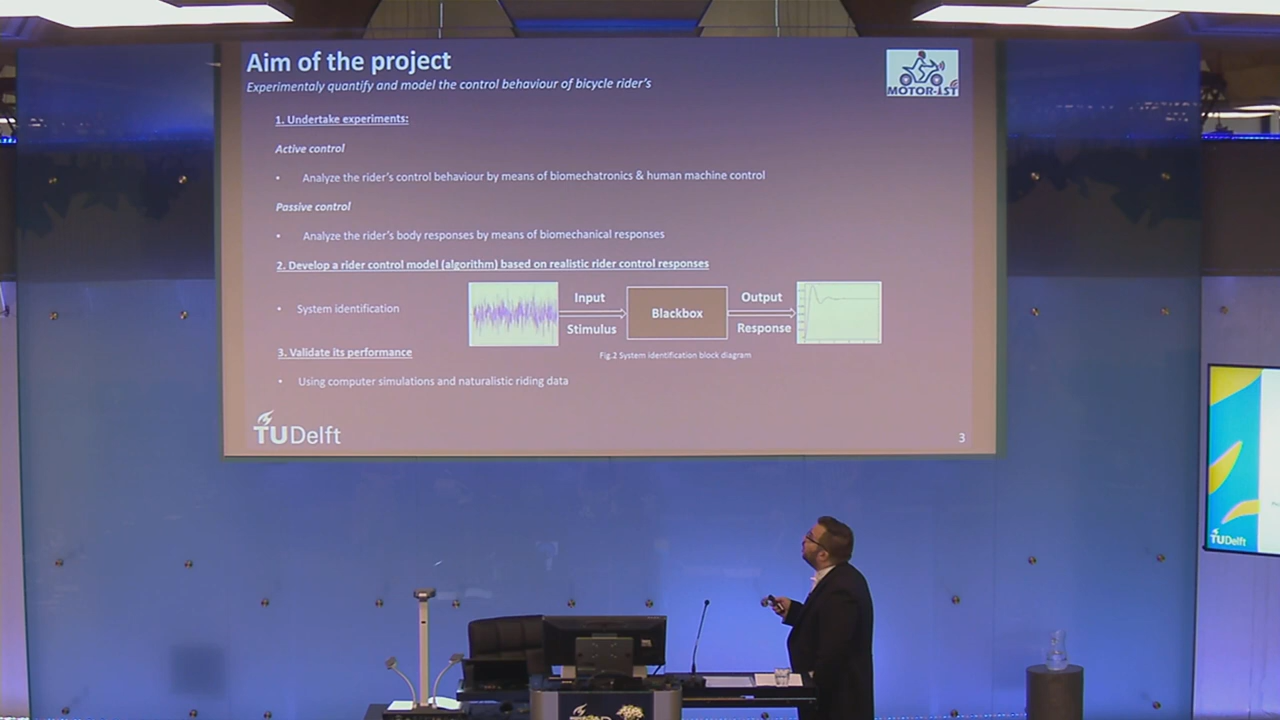 Aim of the project
Experimentaly quantify and model the control behaviour of bicycle rider's
MOTOR-IST
1. Undertake experiments:
Active control
• Analyze the rider's control behaviour by means of biomechatronics & human machine control
Passive control
• Analyze the rider's body responses by means of biomechanical responses
2. Develop a rider control model (algorithm) based on realistic rider control responses
• System identification
Input
Stimulus
Blackbox
Output
Response
Fig.2 System identification block diagram
3. Validate its performance
• Using computer simulations and naturalistic riding data
TUDelft
3
TUDelft